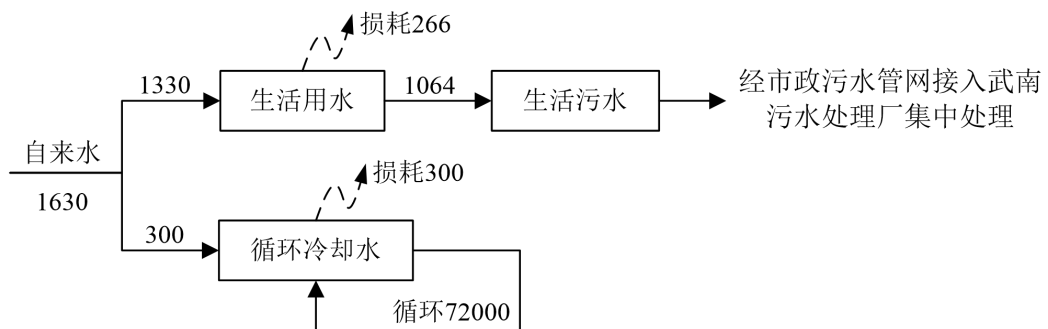 损耗266
1330
生活用水
1064
生活污水
经市政污水管网接入武南
污水处理厂集中处理
自来水
1630
损耗300
300
循环冷却水
循环72000